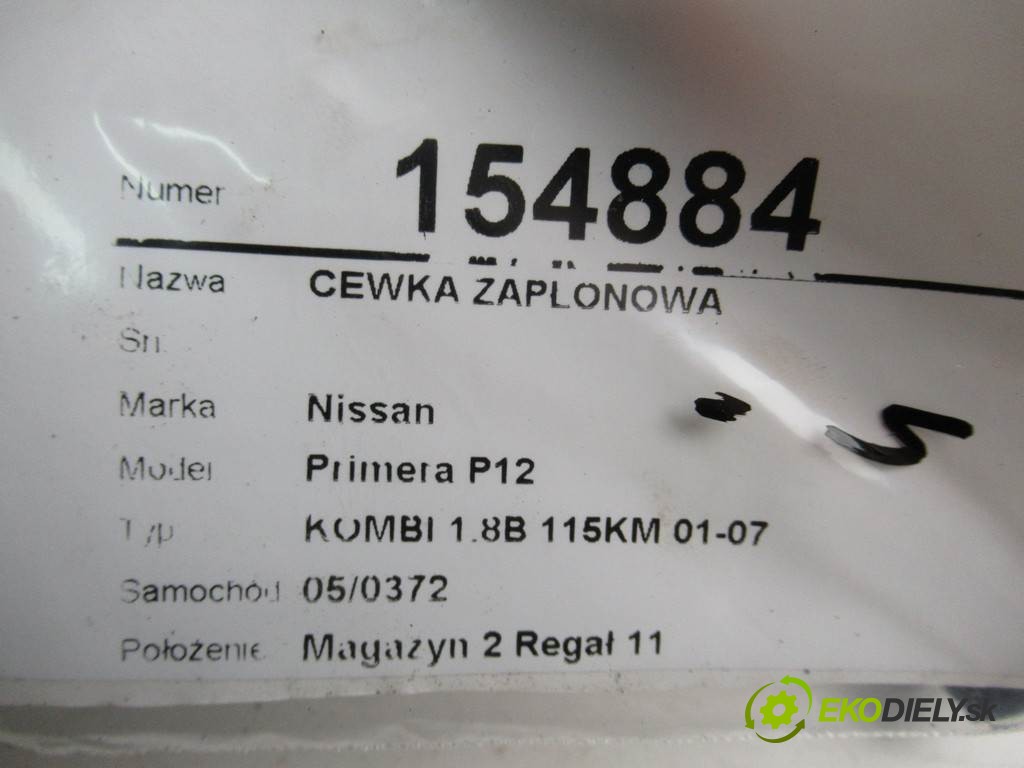 Numer 154884
Nazwa CEWKA ZAPLONOWA
Sn.
Marka Nissan
Model Primera P12
Typ KOMBI 1.8B 115KM 01-07
Samochód 05/0372
Położenie Magazyn 2 Regał 11
EKODIELY.sk